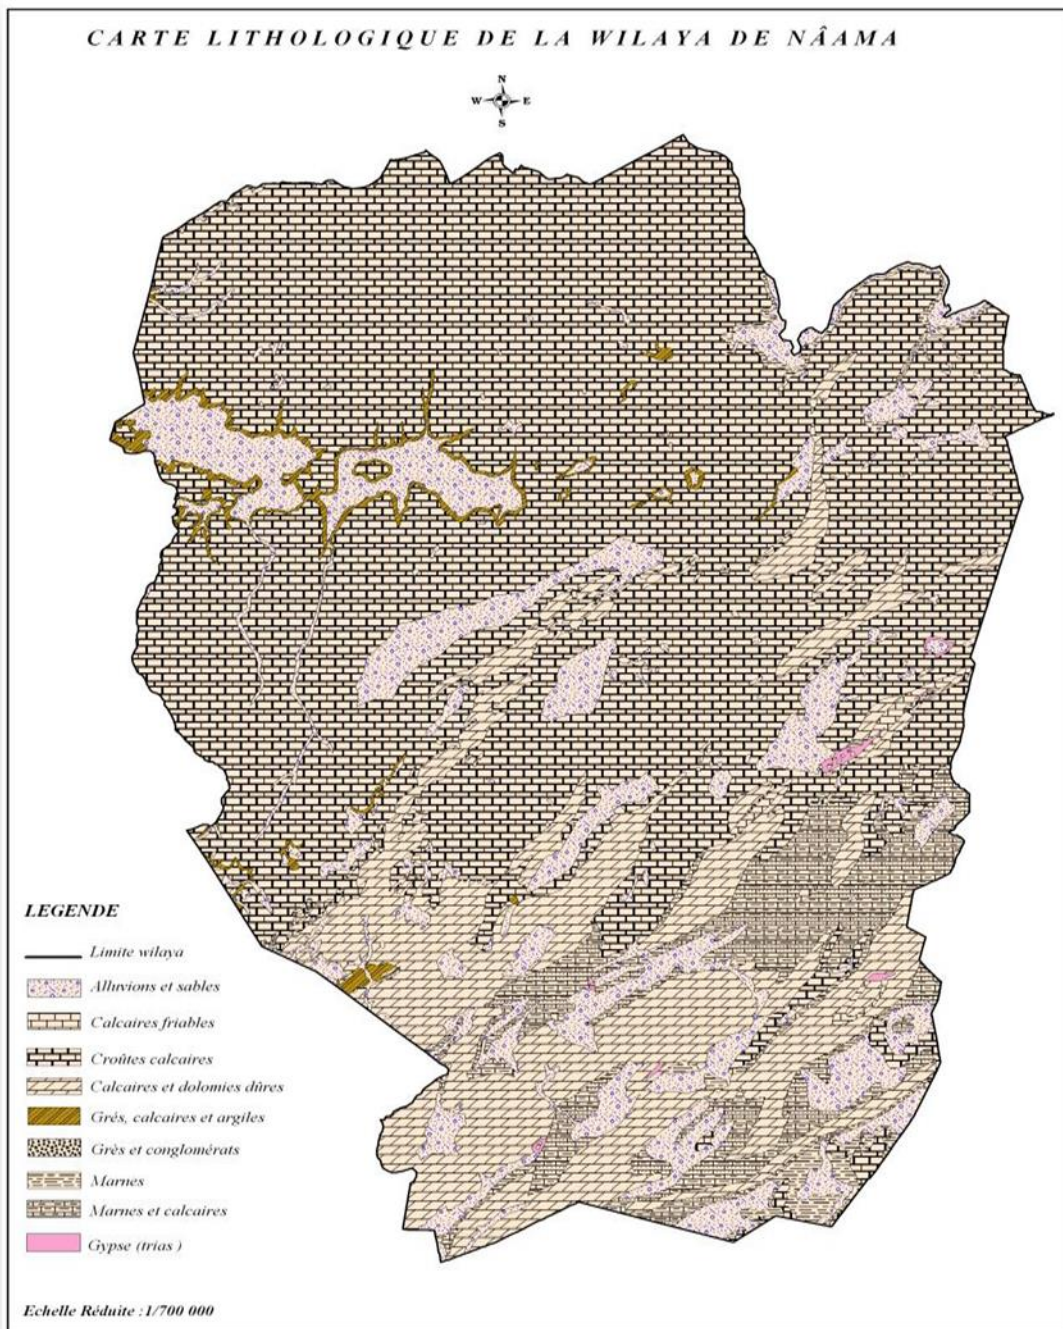 CARTE LITHOLOGIQUE DE LA WILAYA DE NÂAMA
N
W E
S
LEGENDE
Limite wilaya
Alluvions et sables
Calcaires friables
Croûtes calcaires
Calcaires et dolomies dûres
Grés, calcaires et argiles
Grès et conglomérats
Marnes
Marnes et calcaires
Gypse (trias )
Echelle Réduite : 1/700 000